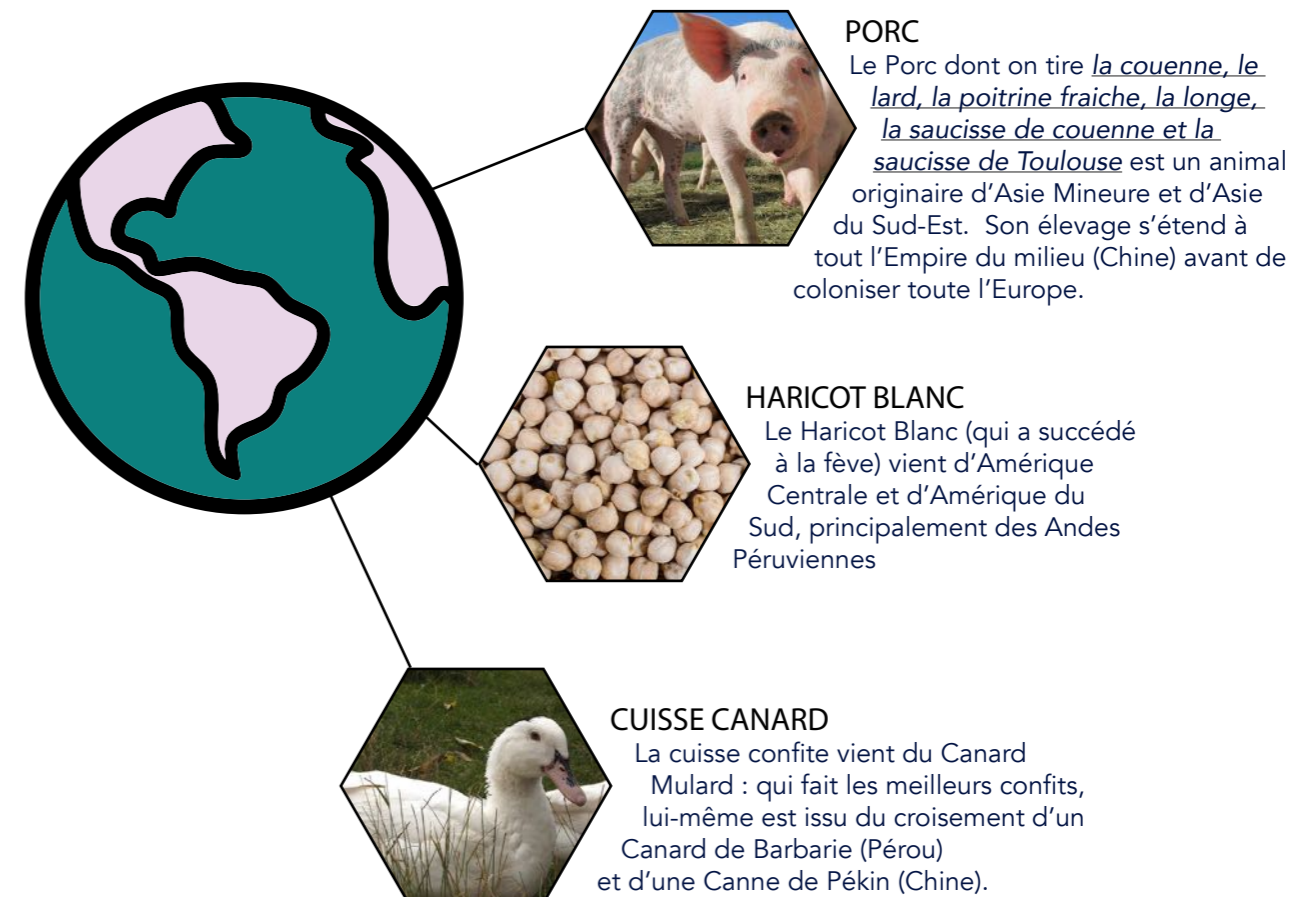 PORC
Le Porc dont on tire la couenne, le
lard, la poitrine fraiche, la longe,
la saucisse de couenne et la
saucisse de Toulouse est un animal
originaire d'Asie Mineure et d'Asie
du Sud-Est. Son élevage s'étend à
tout l'Empire du milieu (Chine) avant de
coloniser toute l'Europe.
HARICOT BLANC
Le Haricot Blanc (qui a succédé
à la fève) vient d'Amérique
Centrale et d'Amérique du
Sud, principalement des Andes
Péruviennes
CUISSE CANARD
La cuisse confite vient du Canard
Mulard : qui fait les meilleurs confits,
lui-même est issu du croisement d'un
Canard de Barbarie (Pérou)
et d'une Canne de Pékin (Chine).